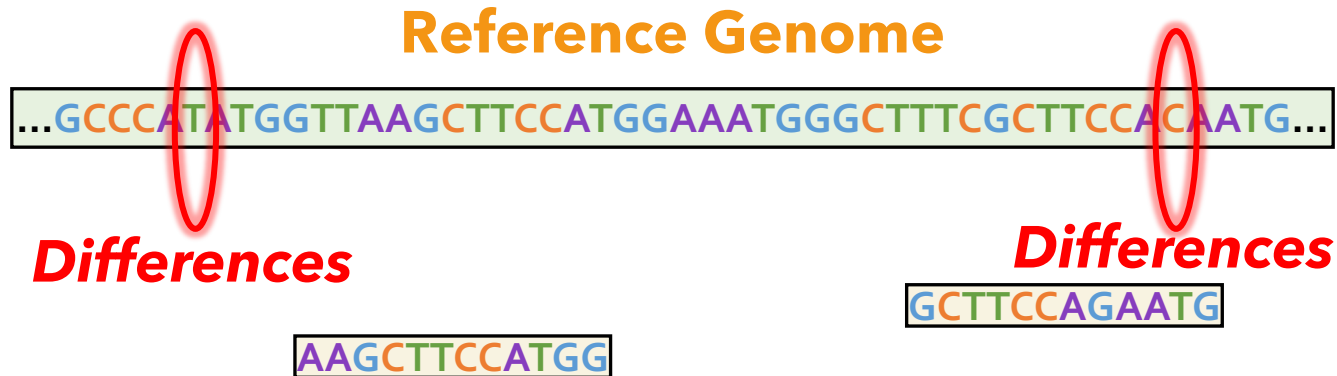 Reference Genome
...GCCCATATGGTTAAGCTTCCATGGAAATGGGCTTTCGCTTCCACAATG...
Differences
Differences
GCTTCCAGAATG
AAGCTTCCATGG